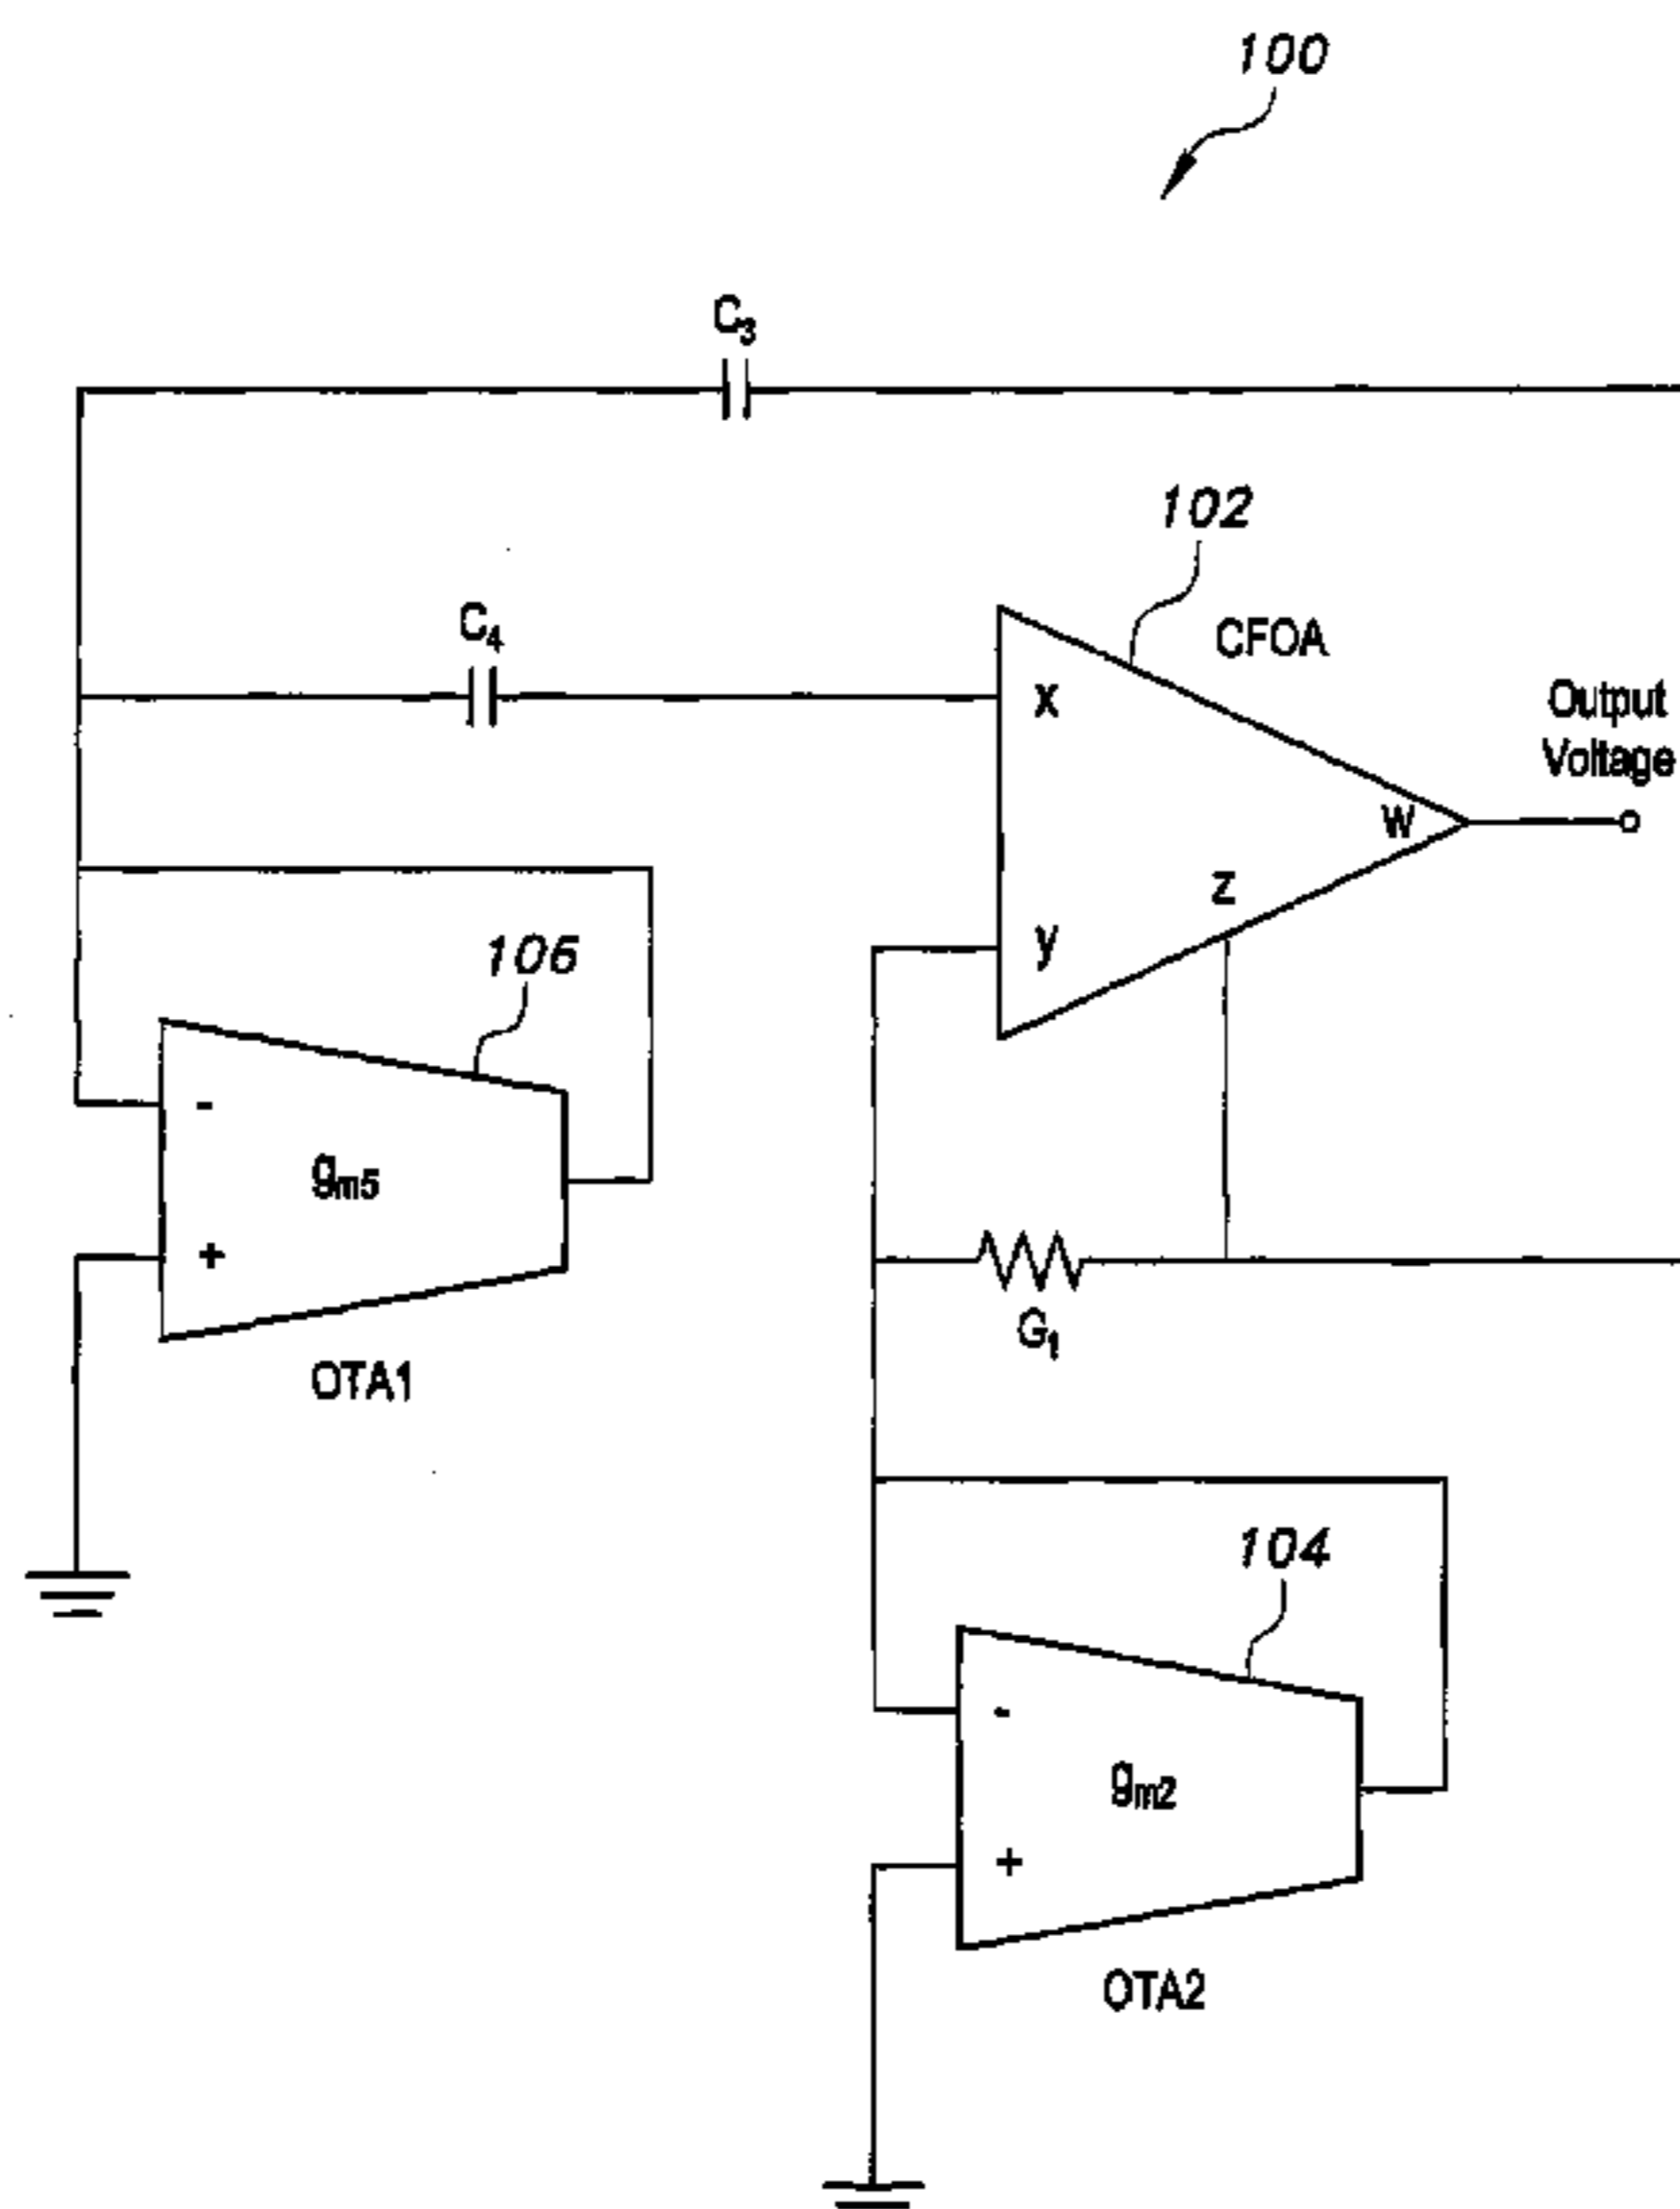 100
C₃
102
C₄
CFOA
x
Output
Voltage
w
z
y
106
-
gₘ₅
+
G₁
OTA1
104
-
gₘ₂
+
OTA2